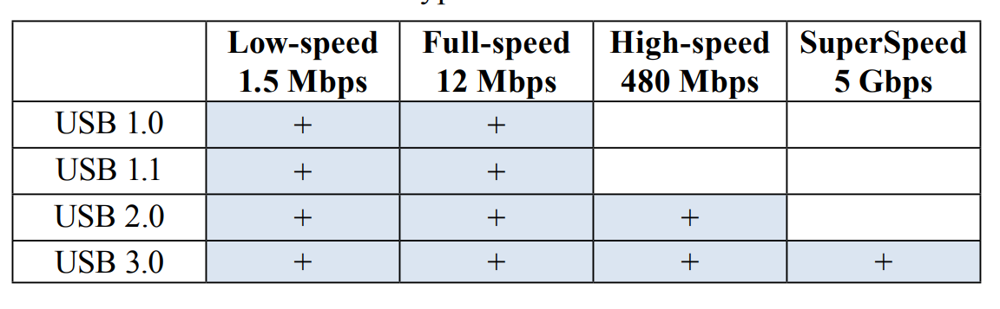 Low-speed Full-speed High-speed SuperSpeed
1.5 Mbps 12 Mbps 480 Mbps 5 Gbps
USB 1.0 + +
USB 1.1 + +
USB 2.0 + + +
USB 3.0 + + + +